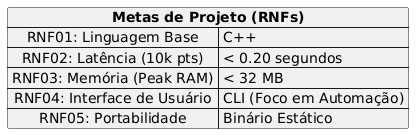 Metas de Projeto (RNFs)
RNF01: Linguagem Base C++
RNF02: Latência (10k pts) < 0.20 segundos
RNF03: Memória (Peak RAM) < 32 MB
RNF04: Interface de Usuário CLI (Foco em Automação)
RNF05: Portabilidade Binário Estático